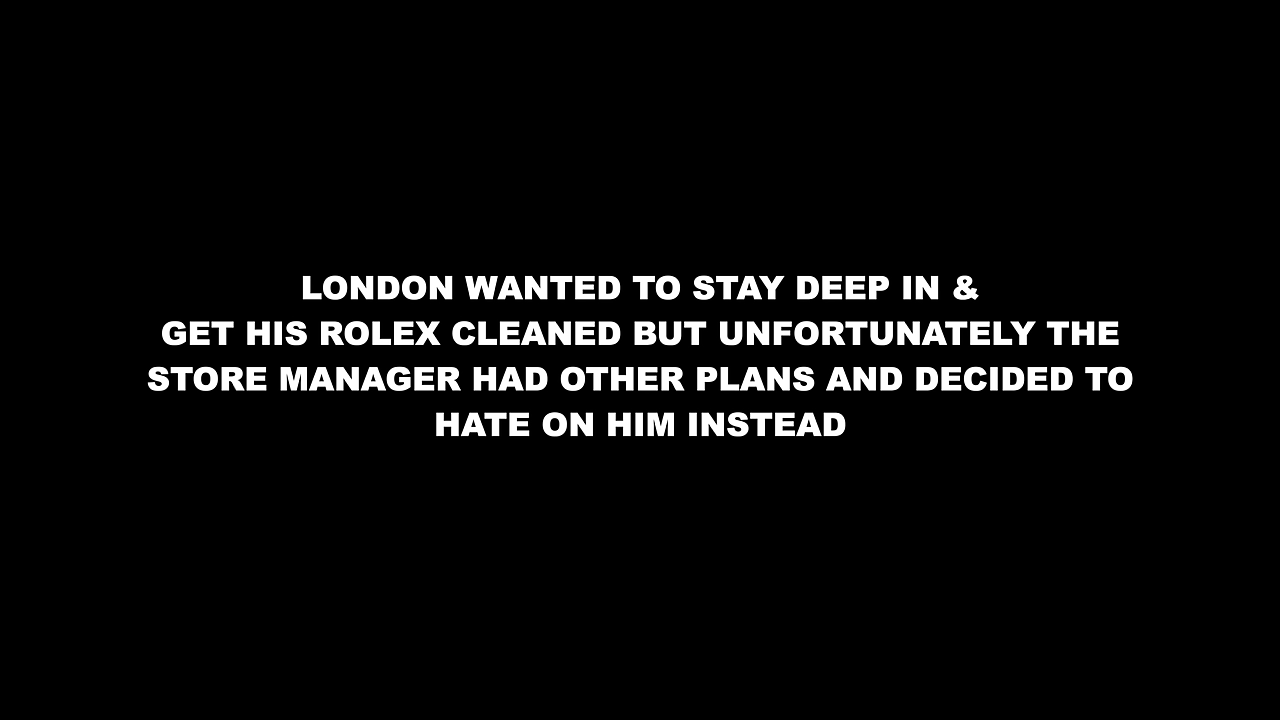 LONDON WANTED TO STAY DEEP IN &
GET HIS ROLEX CLEANED BUT UNFORTUNATELY THE
STORE MANAGER HAD OTHER PLANS AND DECIDED TO
HATE ON HIM INSTEAD